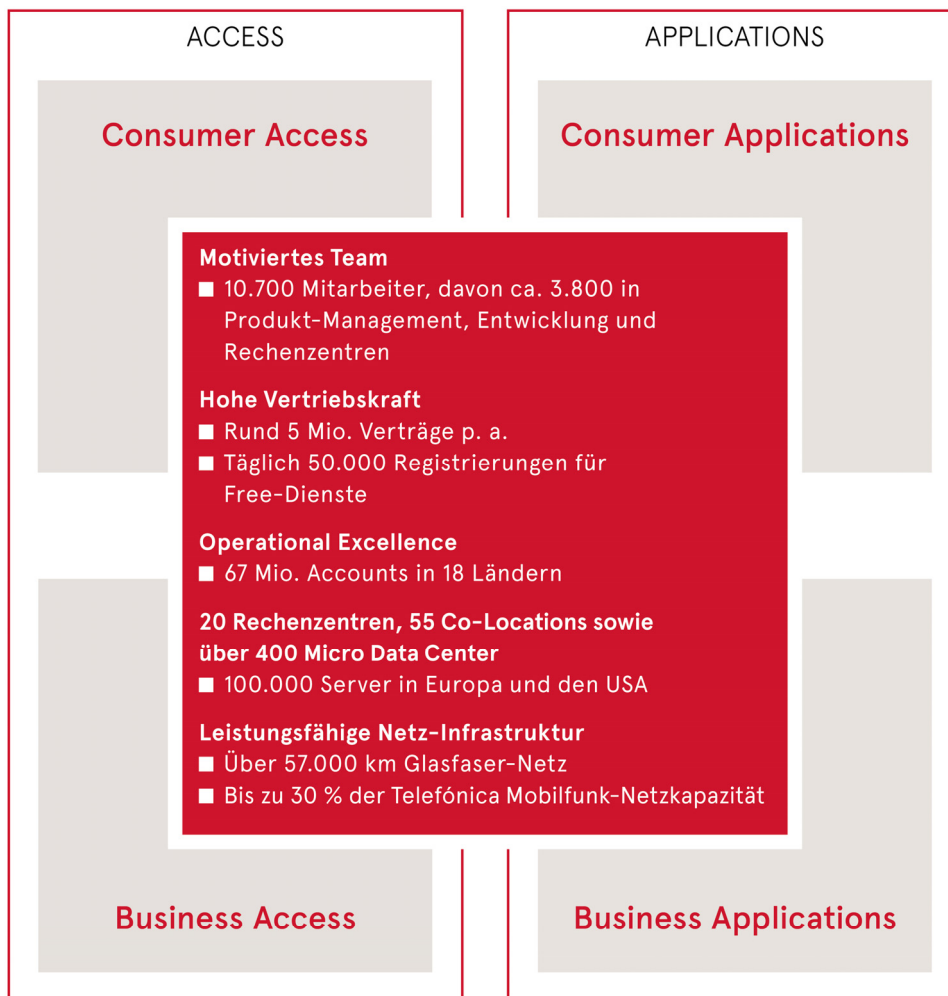 ACCESS
APPLICATIONS
Consumer Access
Consumer Applications
Motiviertes Team
■ 10.700 Mitarbeiter, davon ca. 3.800 in
Produkt-Management, Entwicklung und
Rechenzentren
Hohe Vertriebskraft
■ Rund 5 Mio. Verträge p. a.
■ Täglich 50.000 Registrierungen für
Free-Dienste
Operational Excellence
■ 67 Mio. Accounts in 18 Ländern
20 Rechenzentren, 55 Co-Locations sowie
über 400 Micro Data Center
■ 100.000 Server in Europa und den USA
Leistungsfähige Netz-Infrastruktur
■ Über 57.000 km Glasfaser-Netz
■ Bis zu 30 % der Telefónica Mobilfunk-Netzkapazität
Business Access
Business Applications